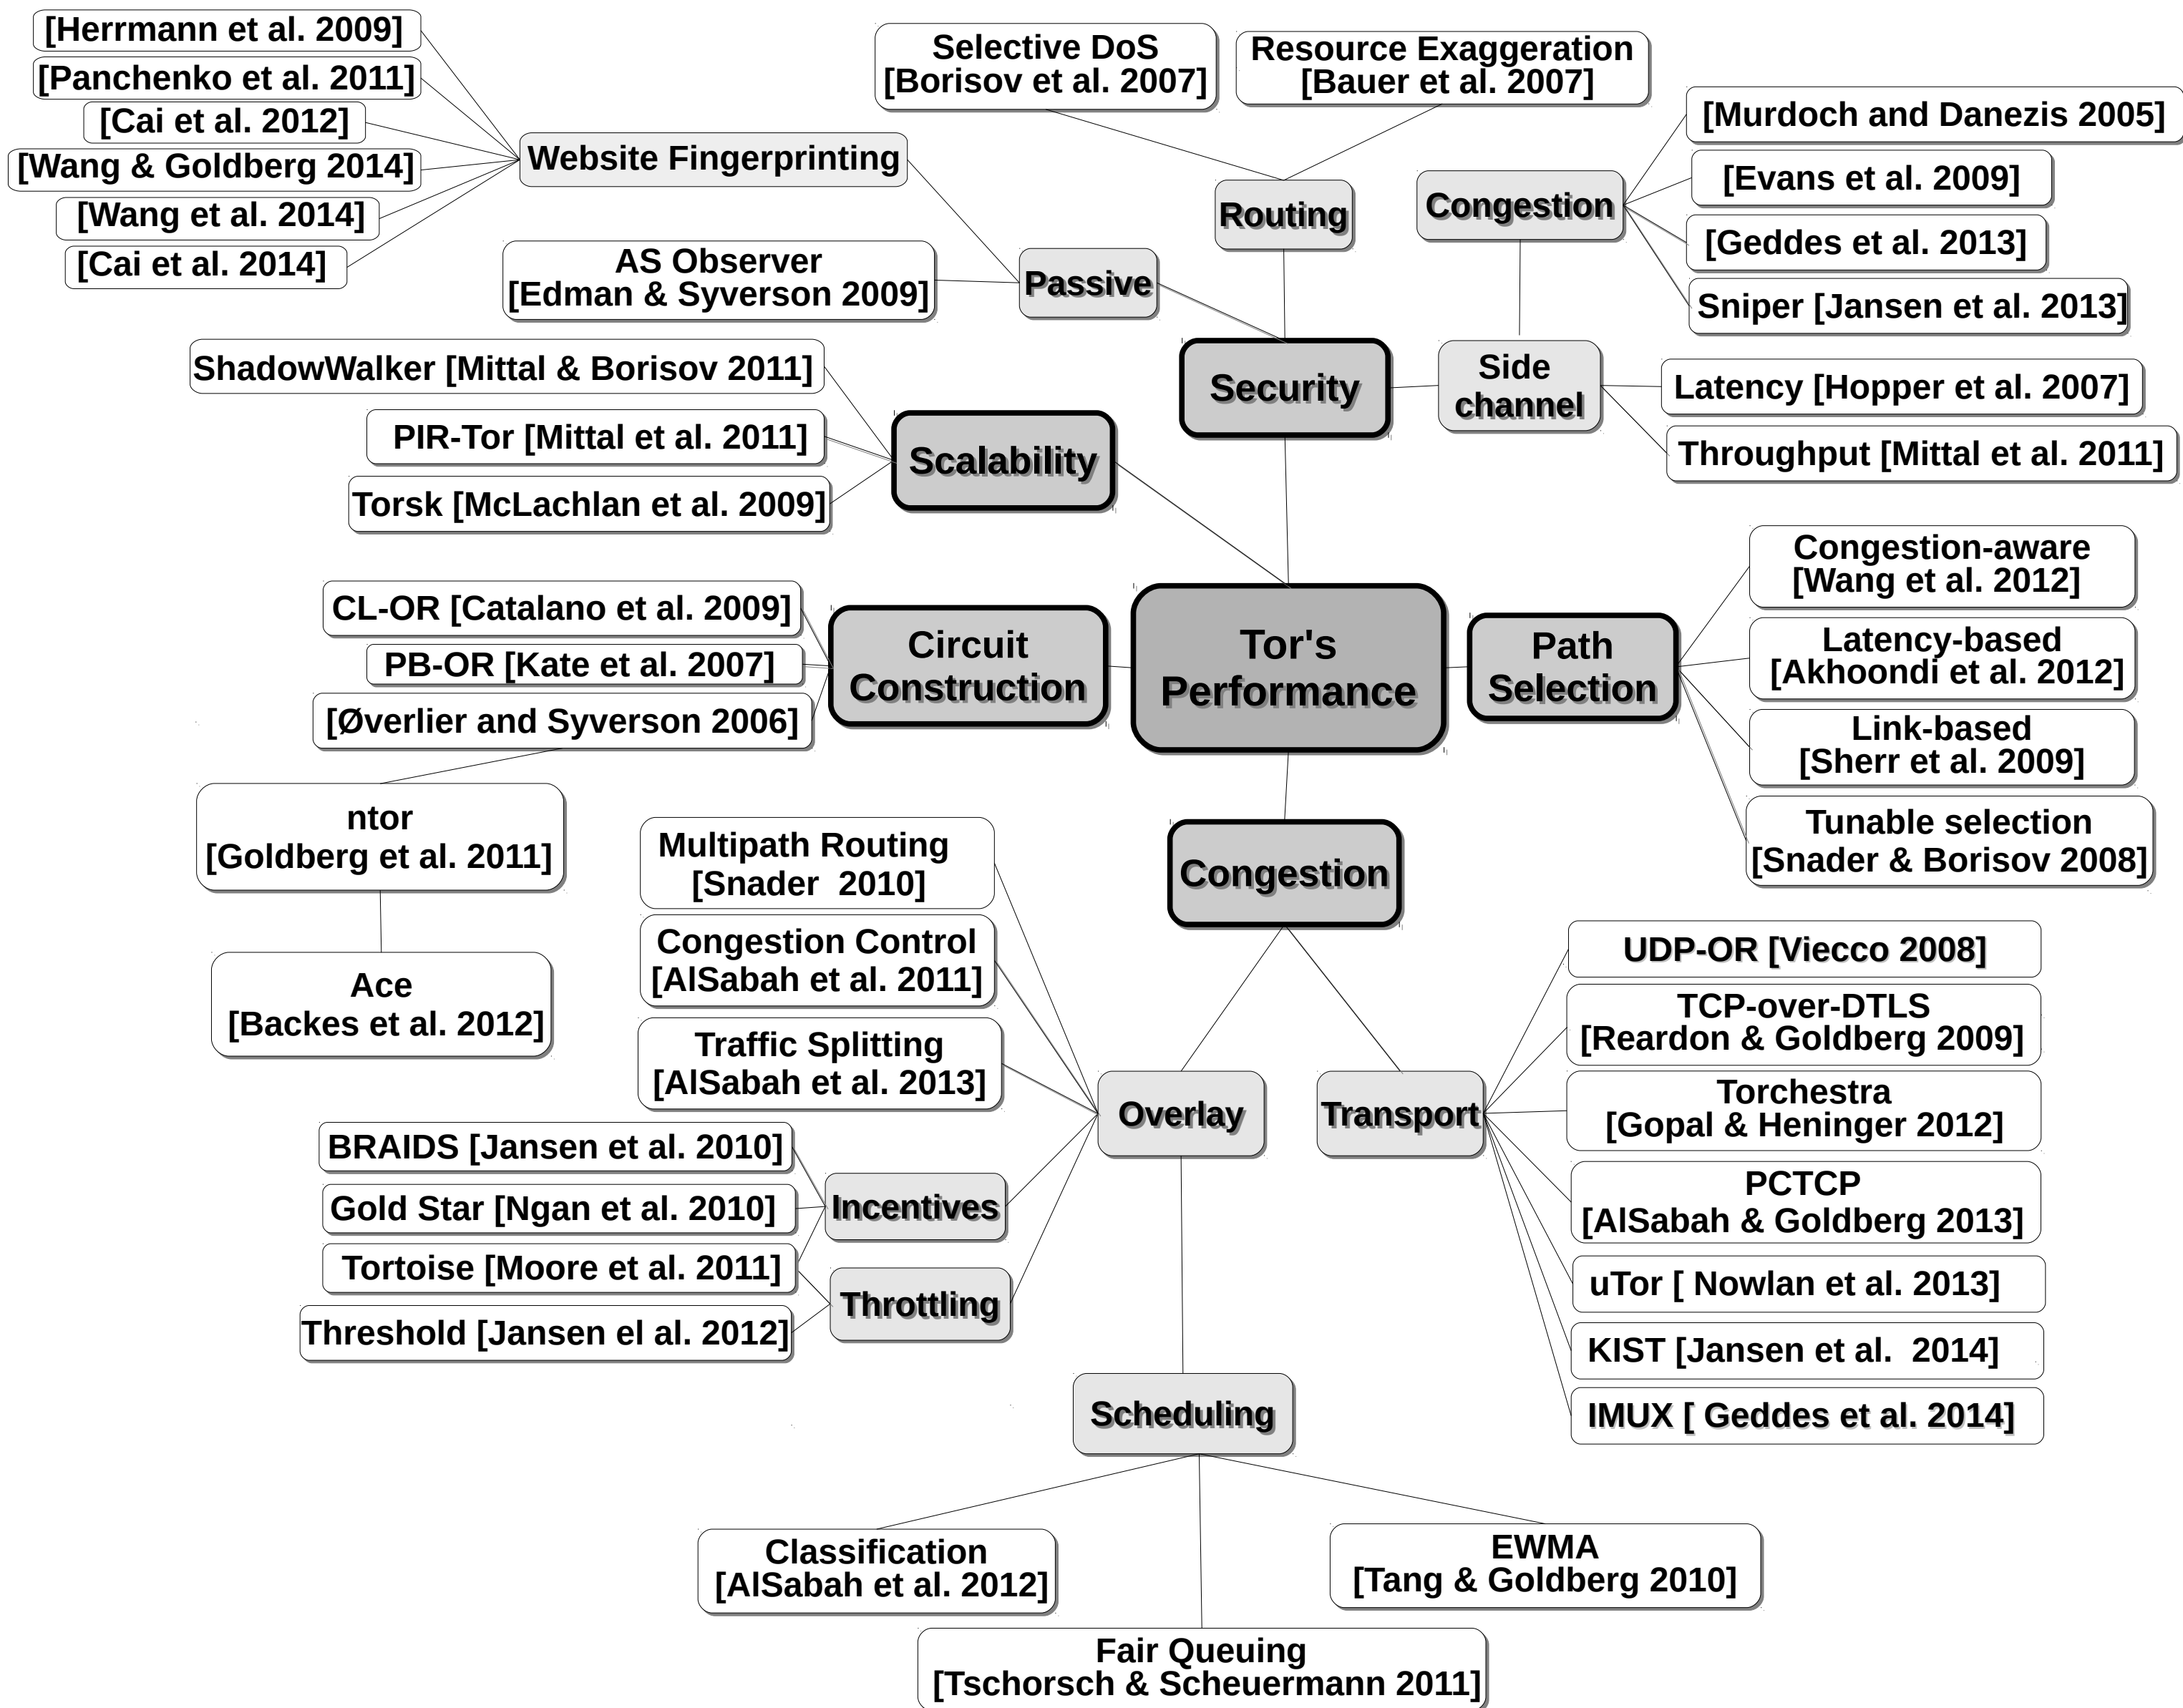 [Herrmann et al. 2009]
[Panchenko et al. 2011]
[Cai et al. 2012]
[Wang & Goldberg 2014]
[Wang et al. 2014]
[Cai et al. 2014]
Website Fingerprinting
AS Observer
[Edman & Syverson 2009]
Passive
Selective DoS
[Borisov et al. 2007]
Resource Exaggeration
[Bauer et al. 2007]
Routing
Congestion
[Murdoch and Danezis 2005]
[Evans et al. 2009]
[Geddes et al. 2013]
Sniper [Jansen et al. 2013]
Security
Side
channel
Latency [Hopper et al. 2007]
Throughput [Mittal et al. 2011]
ShadowWalker [Mittal & Borisov 2011]
PIR-Tor [Mittal et al. 2011]
Torsk [McLachlan et al. 2009]
Scalability
CL-OR [Catalano et al. 2009]
PB-OR [Kate et al. 2007]
[Øverlier and Syverson 2006]
Circuit
Construction
Tor's
Performance
Path
Selection
Congestion-aware
[Wang et al. 2012]
Latency-based
[Akhoondi et al. 2012]
Link-based
[Sherr et al. 2009]
Tunable selection
[Snader & Borisov 2008]
ntor
[Goldberg et al. 2011]
Ace
[Backes et al. 2012]
Congestion
Multipath Routing
[Snader  2010]
Congestion Control
[AlSabah et al. 2011]
Traffic Splitting
[AlSabah et al. 2013]
Overlay
Transport
UDP-OR [Viecco 2008]
TCP-over-DTLS
[Reardon & Goldberg 2009]
Torchestra
[Gopal & Heninger 2012]
PCTCP
[AlSabah & Goldberg 2013]
uTor [ Nowlan et al. 2013]
KIST [Jansen et al.  2014]
IMUX [ Geddes et al. 2014]
BRAIDS [Jansen et al. 2010]
Gold Star [Ngan et al. 2010]
Tortoise [Moore et al. 2011]
Threshold [Jansen el al. 2012]
Incentives
Throttling
Scheduling
Classification
[AlSabah et al. 2012]
EWMA
[Tang & Goldberg 2010]
Fair Queuing
[Tschorsch & Scheuermann 2011]